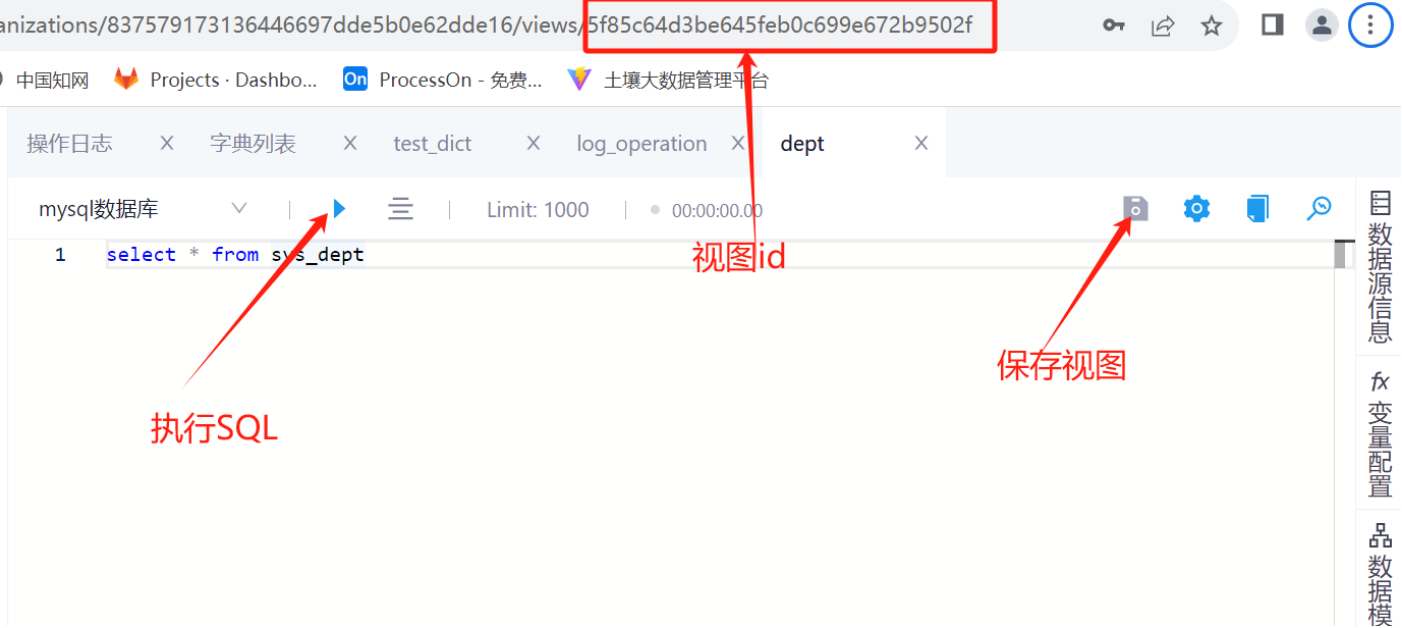 anizations/837579173136446697dde5b0e62dde16/views/5f85c64d3be645feb0c699e672b9502f
中国知网 Projects · Dashbo... On ProcessOn - 免费... 土壤大数据管理平台
操作日志 字典列表 test_dict log_operation dept
mysql数据库 Limit: 1000 00:00:00.00
1 select * from sys_dept
视图id
保存视图
执行SQL
数据源信息
fx
变量配置
数据模